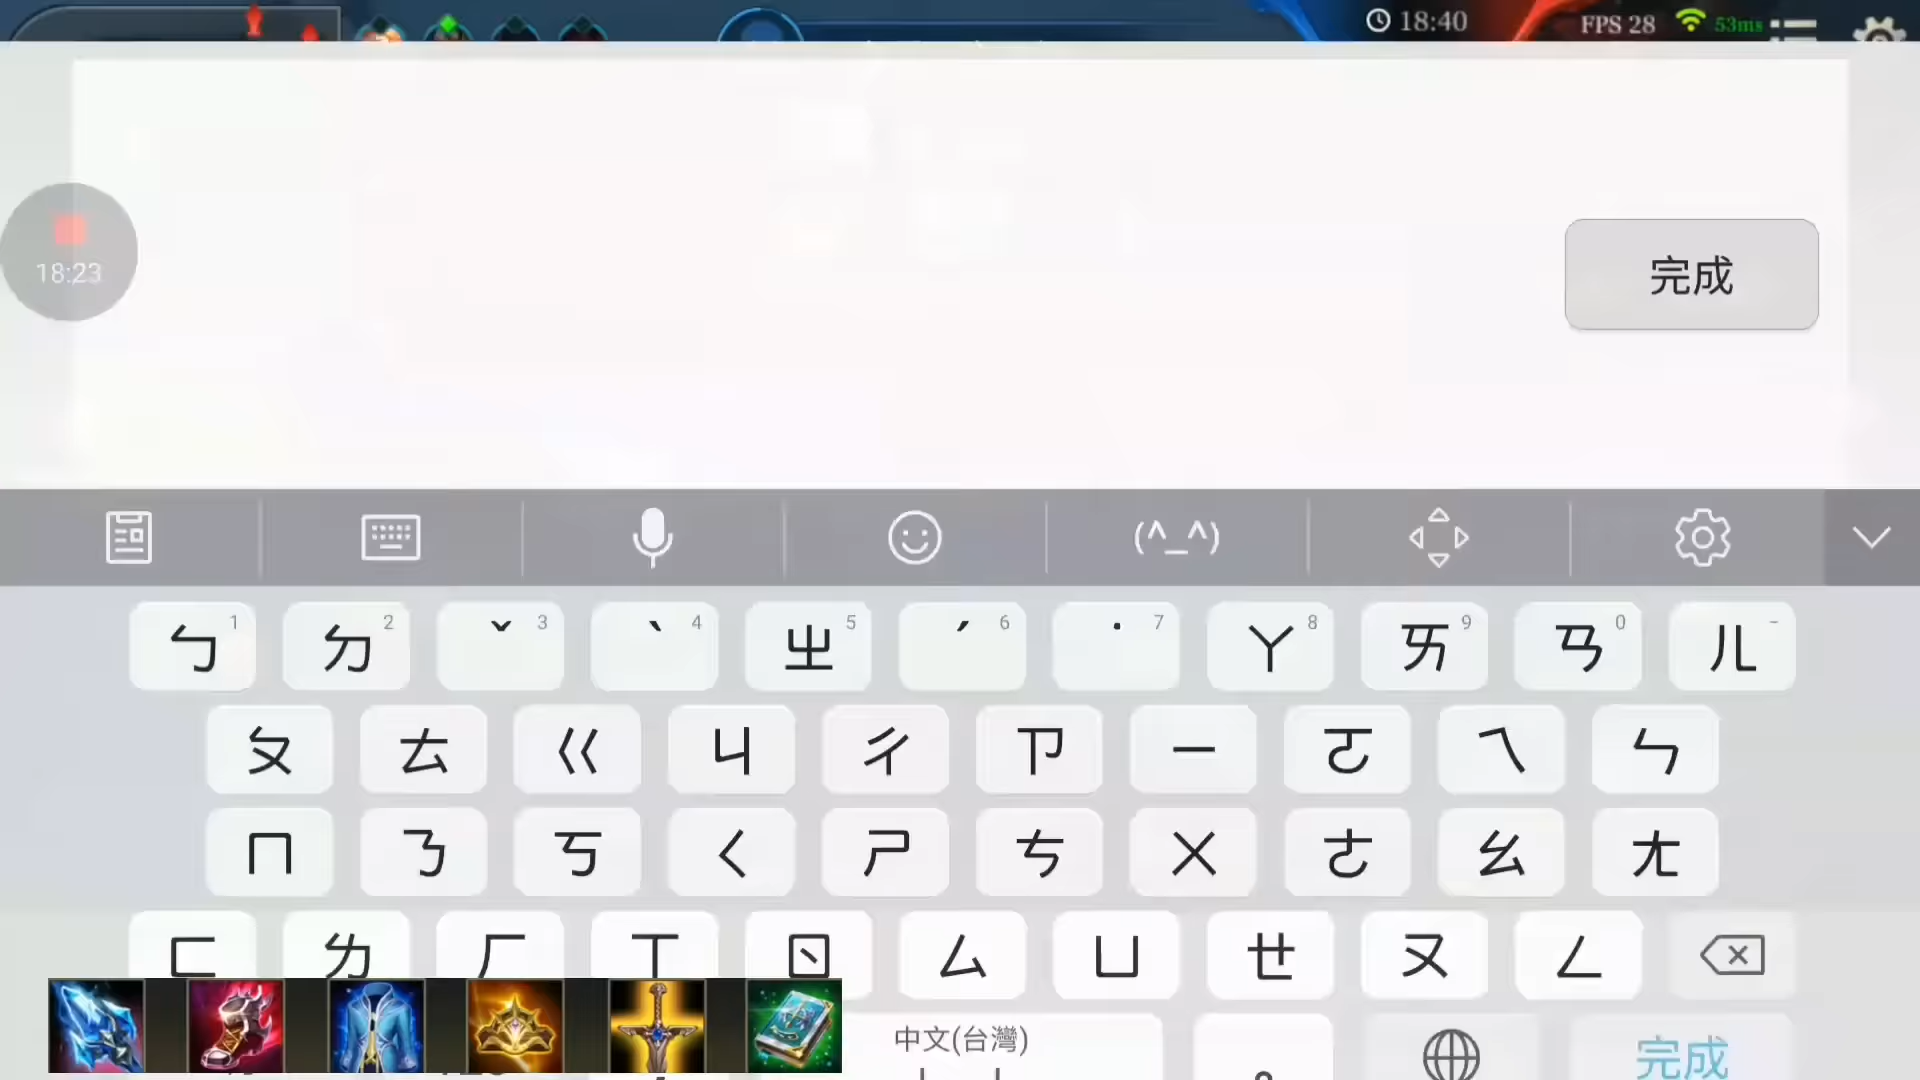 18:40 FPS 28 53ms
18:23
完成
(^_^)
ㄅ 1 ㄉ 2 ˇ 3 ˋ 4 ㄓ 5 ˊ 6 ˙ 7 ㄚ 8 ㄞ 9 ㄢ 0 ㄦ -
ㄆ ㄊ ㄍ ㄐ ㄔ ㄗ ㄧ ㄛ ㄟ ㄣ
ㄇ ㄋ ㄎ ㄑ ㄕ ㄘ ㄨ ㄜ ㄠ ㄤ
ㄈ ㄌ ㄏ ㄒ ㄖ ㄙ ㄩ ㄝ ㄡ ㄥ
中文(台灣) 。 完成